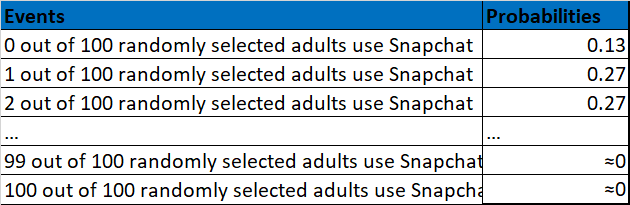 Events Probabilities
0 out of 100 randomly selected adults use Snapchat 0.13
1 out of 100 randomly selected adults use Snapchat 0.27
2 out of 100 randomly selected adults use Snapchat 0.27
... ...
99 out of 100 randomly selected adults use Snapchat ≈0
100 out of 100 randomly selected adults use Snapcha ≈0